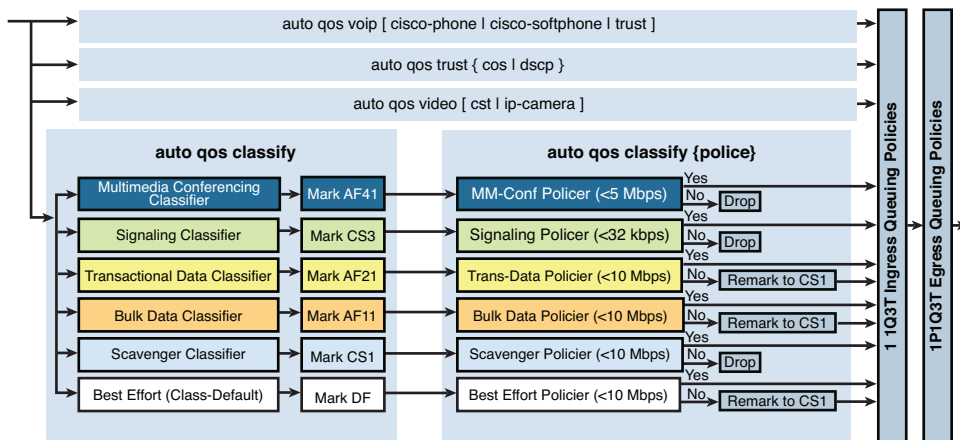 auto qos voip [ cisco-phone | cisco-softphone | trust ]
auto qos trust { cos | dscp }
auto qos video [ cst | ip-camera ]
auto qos classify
auto qos classify {police}
Multimedia Conferencing
Classifier
Mark AF41
MM-Conf Policer (<5 Mbps)
Yes
No
Drop
Signaling Classifier
Mark CS3
Signaling Policer (<32 kbps)
Yes
No
Drop
Transactional Data Classifier
Mark AF21
Trans-Data Policier (<10 Mbps)
Yes
No
Remark to CS1
Bulk Data Classifier
Mark AF11
Bulk Data Policier (<10 Mbps)
Yes
No
Remark to CS1
Scavenger Classifier
Mark CS1
Scavenger Policier (<10 Mbps)
Yes
No
Drop
Best Effort (Class-Default)
Mark DF
Best Effort Policier (<10 Mbps)
Yes
No
Remark to CS1
1 1Q3T Ingress Queuing Policies
1P1Q3T Egress Queuing Policies